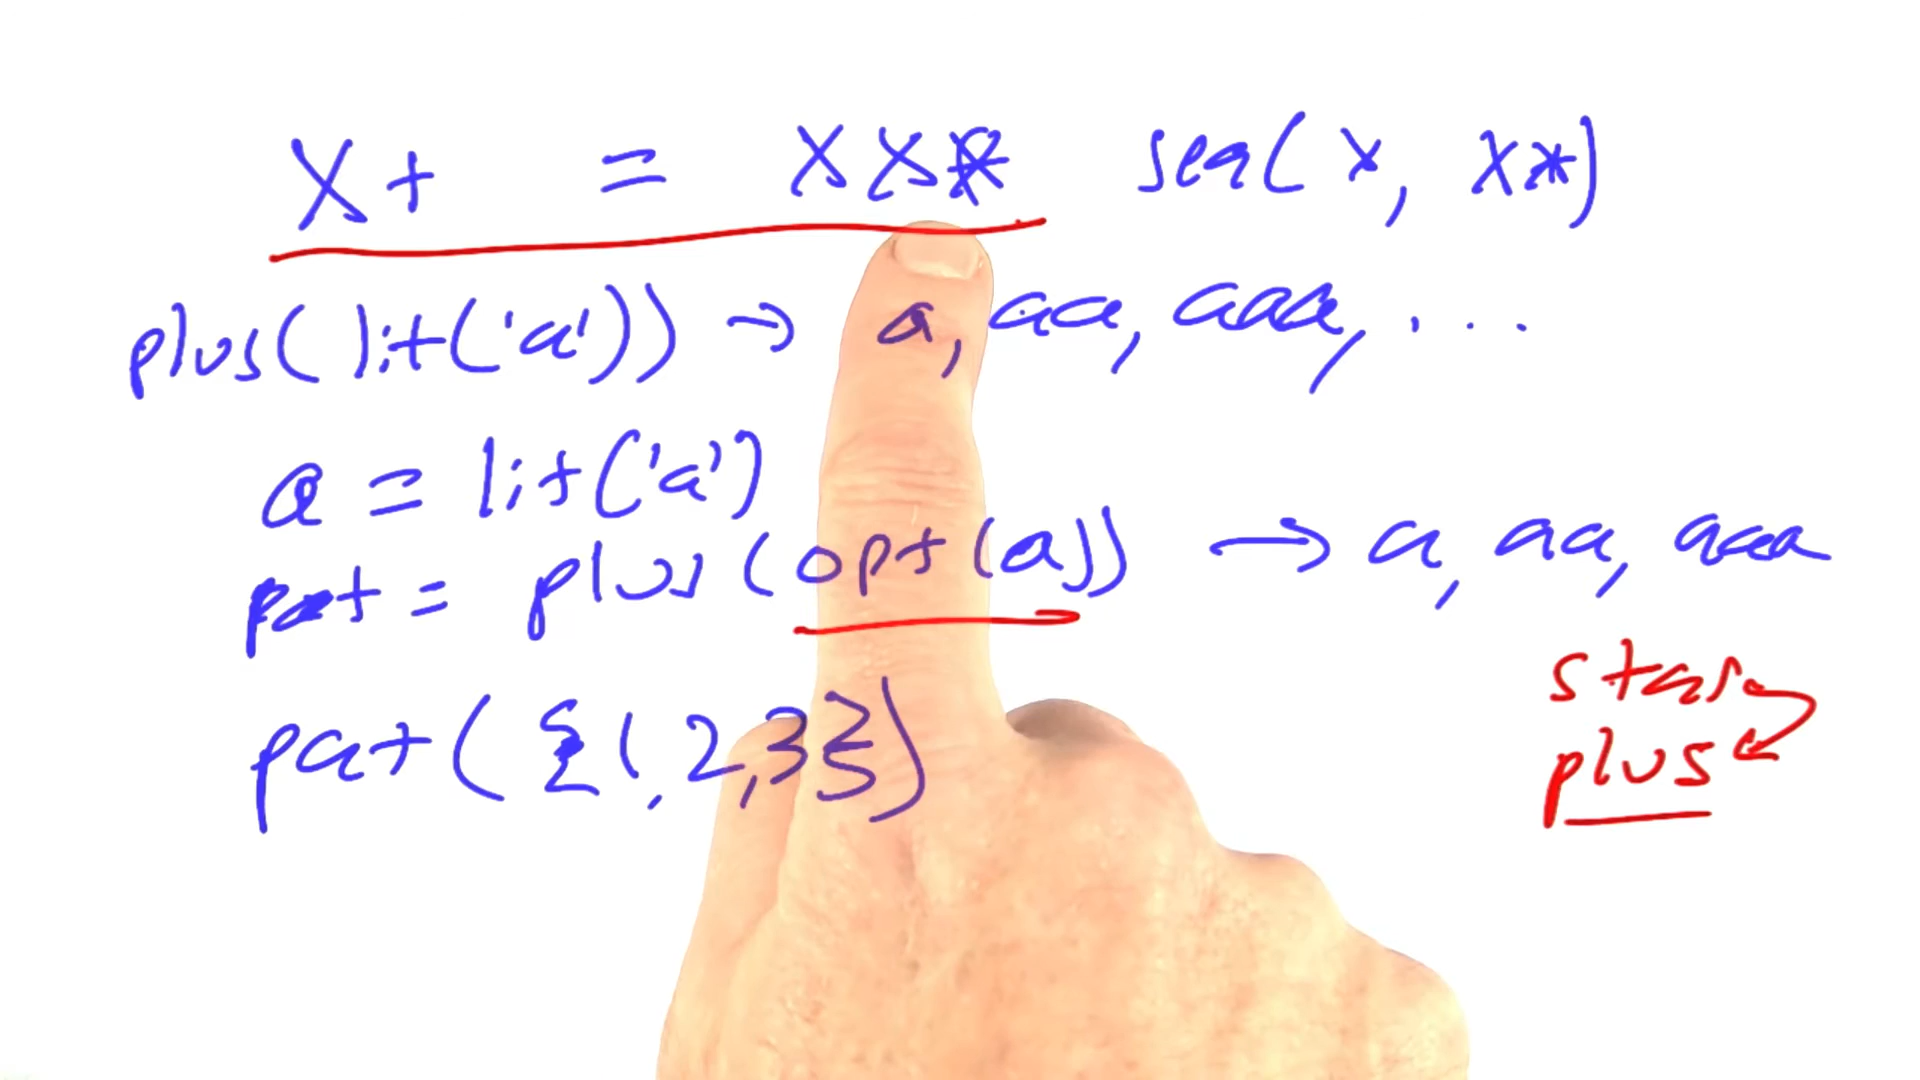 x+ = xx* seq(x, x*)
plus(lit('a')) → a, aa, aaa, ...
a = lit('a')
pat = plus(opt(a)) → a, aa, aaa
pat({1,2,3})
star
plus